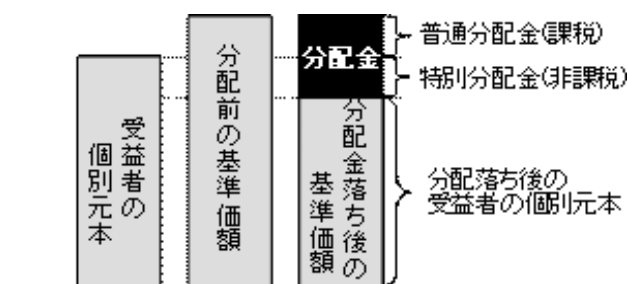 受益者の
個別元本
分配前の基準価額
分配金
分配金落ち後の
基準価額
普通分配金(課税)
特別分配金(非課税)
分配落ち後の
受益者の個別元本